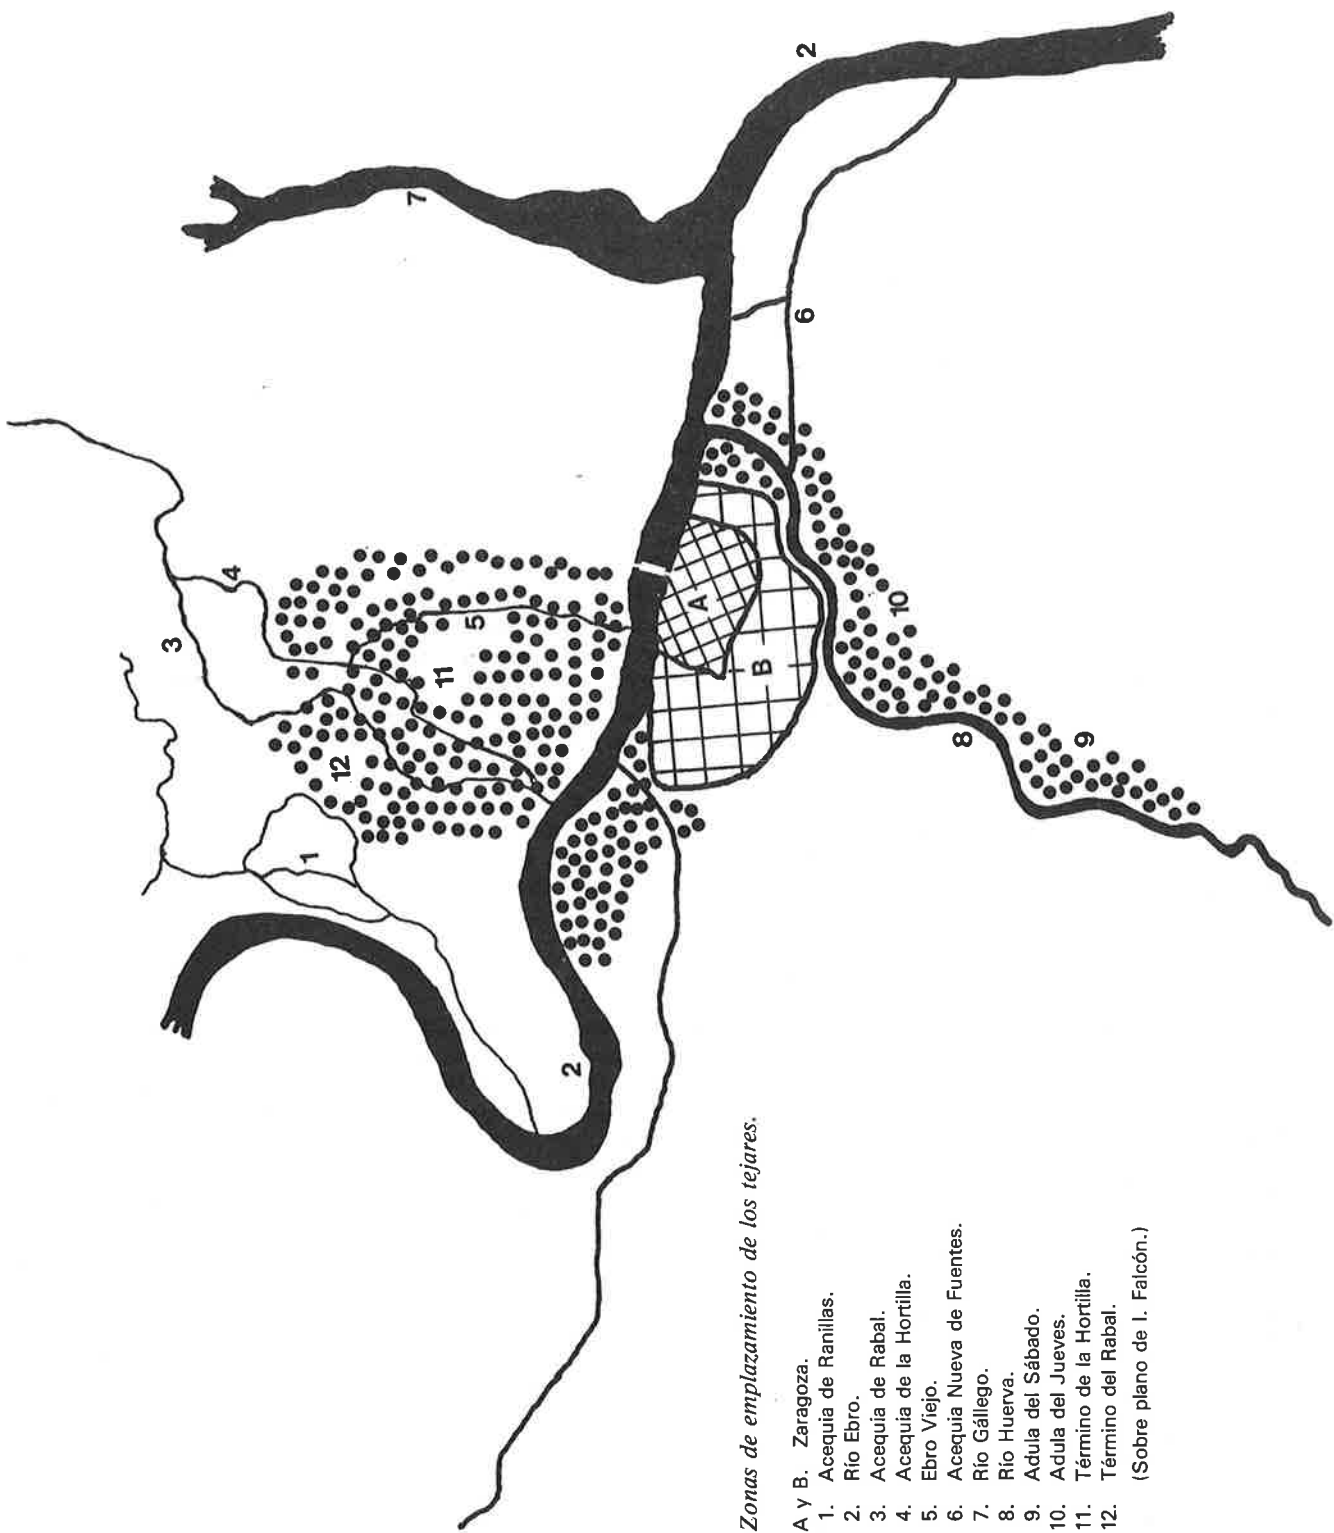 2
7
6
4
3
5
A
10
11
B
12
8
9
1
2
Zonas de emplazamiento de los tejares.
A y B. Zaragoza.
1. Acequia de Ranillas.
2. Río Ebro.
3. Acequia de Rabal.
4. Acequia de la Hortilla.
5. Ebro Viejo.
6. Acequia Nueva de Fuentes.
7. Río Gállego.
8. Río Huerva.
9. Adula del Sábado.
10. Adula del Jueves.
11. Término de la Hortilla.
12. Término del Rabal.
(Sobre plano de I. Falcón.)